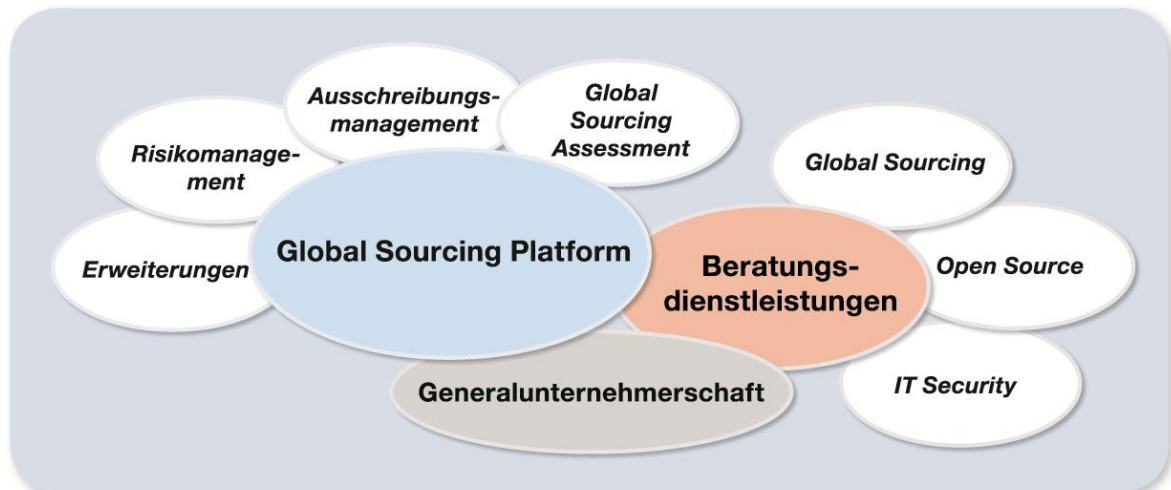 Ausschreibungs-
management
Global
Sourcing
Assessment
Risikomanage-
ment
Global Sourcing
Erweiterungen
Global Sourcing Platform
Beratungs-
dienstleistungen
Open Source
Generalunternehmerschaft
IT Security